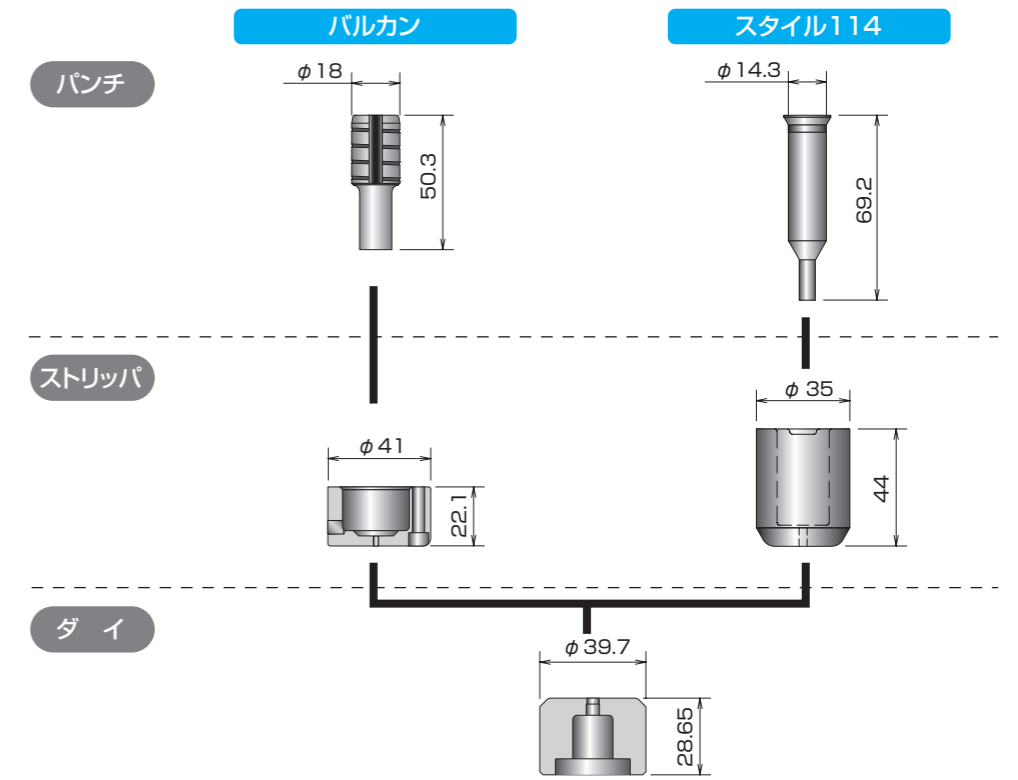 バルカン
スタイル114
パンチ
φ18
50.3
φ14.3
69.2
ストリッパ
φ41
22.1
φ 35
44
ダ イ
φ39.7
28.65